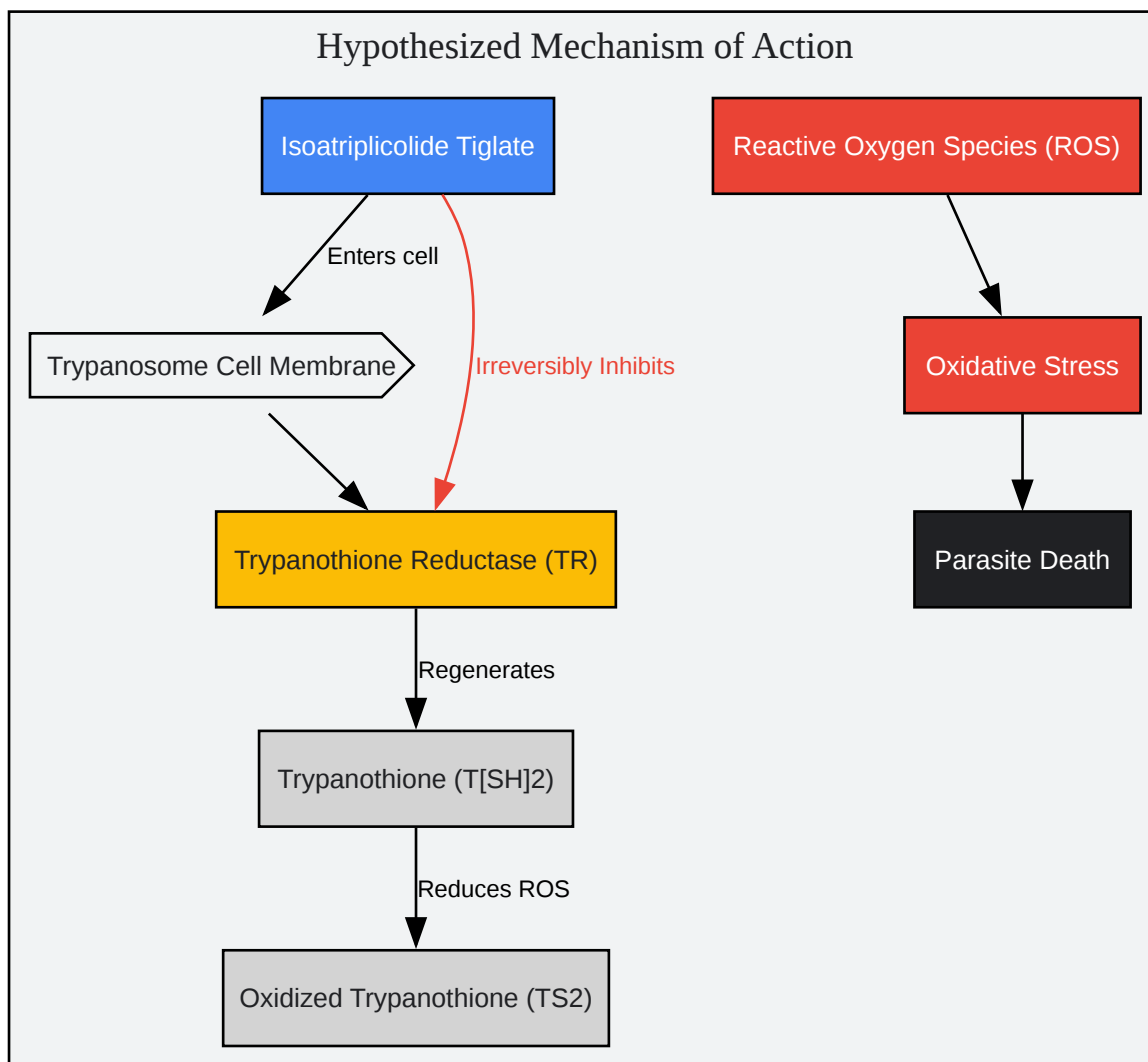 Hypothesized Mechanism of Action
Isoatriplicolide Tiglate
Reactive Oxygen Species (ROS)
Enters cell
Trypanosome Cell Membrane
Irreversibly Inhibits
Oxidative Stress
Trypanothione Reductase (TR)
Parasite Death
Regenerates
Trypanothione (T[SH]2)
Reduces ROS
Oxidized Trypanothione (TS2)